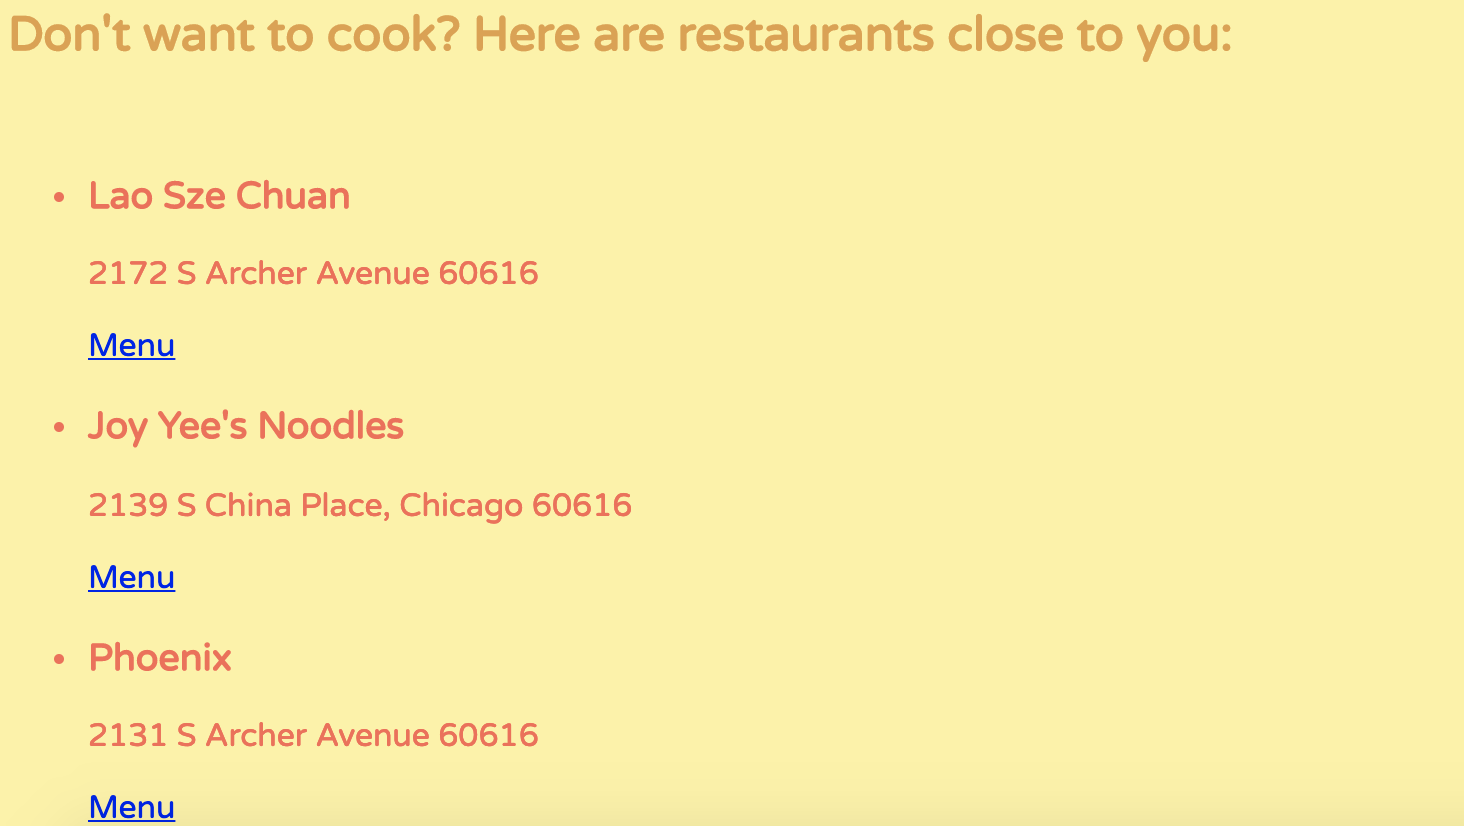 Don't want to cook? Here are restaurants close to you:
Lao Sze Chuan
2172 S Archer Avenue 60616
Menu
Joy Yee's Noodles
2139 S China Place, Chicago 60616
Menu
Phoenix
2131 S Archer Avenue 60616
Menu